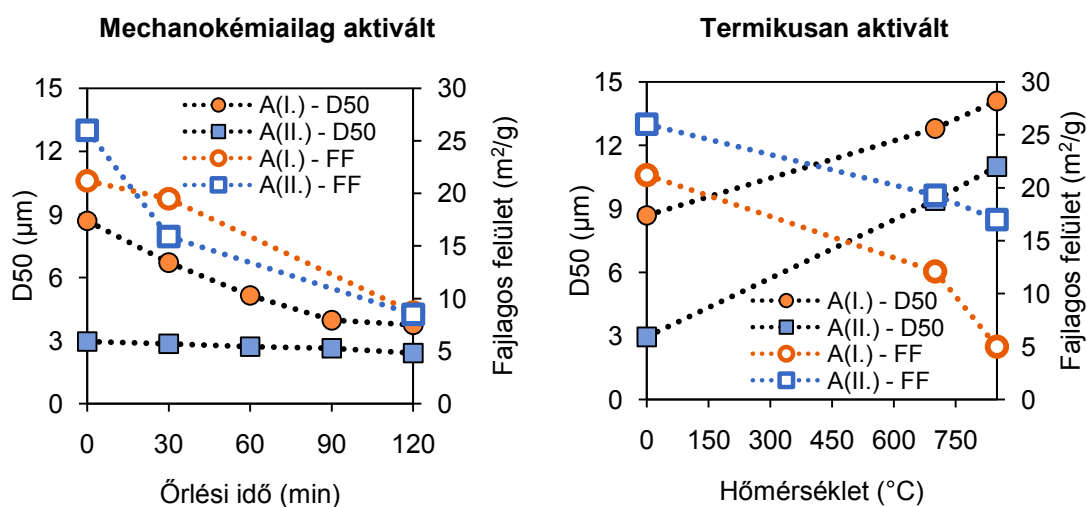 Mechanokémiailag aktivált
15
12
9
6
3
0
D50 (µm)
A(I.) - D50
A(II.) - D50
A(I.) - FF
A(II.) - FF
30
25
20
15
10
5
0
Fajlagos felület (m²/g)
0 30 60 90 120
Őrlési idő (min)
Termikusan aktivált
15
12
9
6
3
0
D50 (µm)
A(I.) - D50
A(II.) - D50
A(I.) - FF
A(II.) - FF
30
25
20
15
10
5
0
Fajlagos felület (m²/g)
0 150 300 450 600 750
Hőmérséklet (°C)